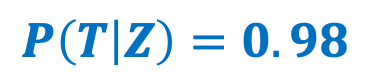 P(T|Z) = 0.98